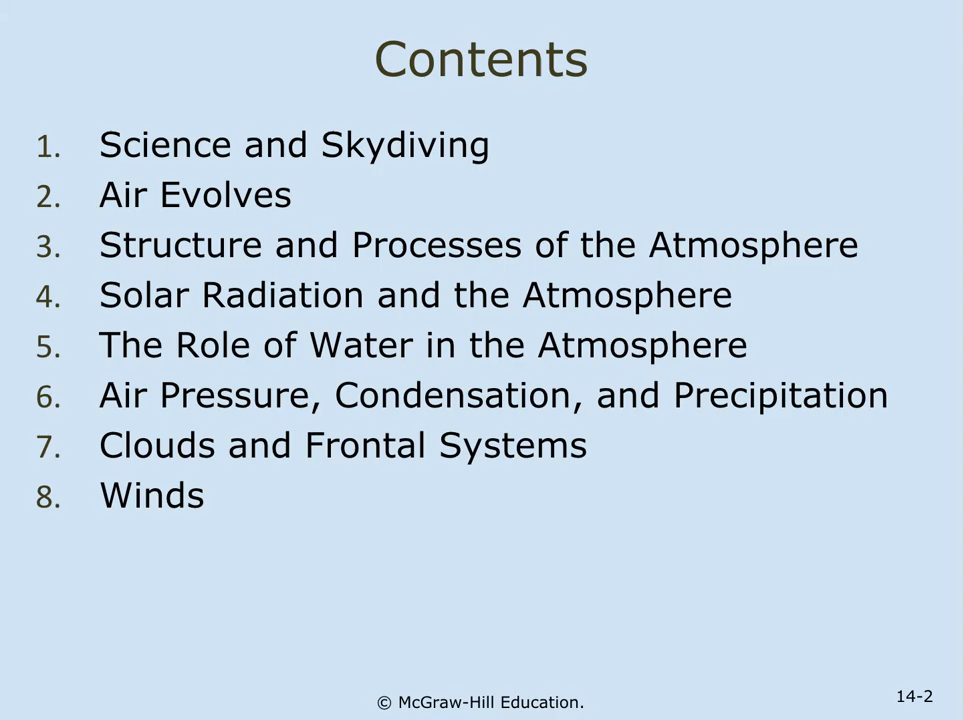 Contents
1. Science and Skydiving
2. Air Evolves
3. Structure and Processes of the Atmosphere
4. Solar Radiation and the Atmosphere
5. The Role of Water in the Atmosphere
6. Air Pressure, Condensation, and Precipitation
7. Clouds and Frontal Systems
8. Winds
© McGraw-Hill Education.
14-2